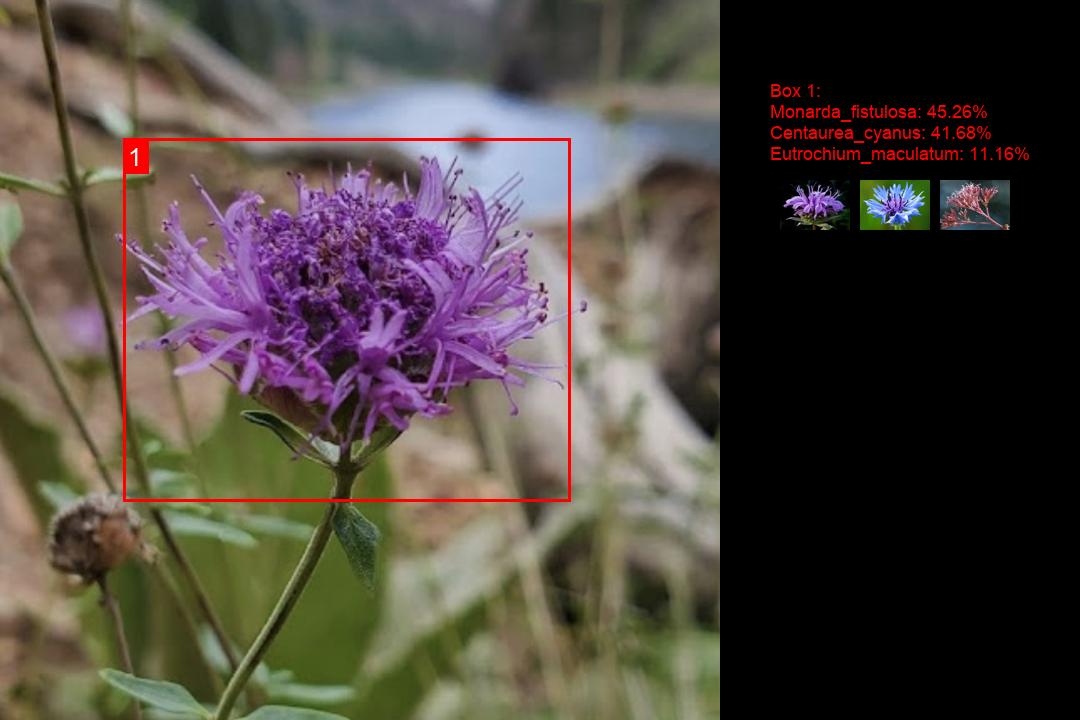 1
Box 1:
Monarda_fistulosa: 45.26%
Centaurea_cyanus: 41.68%
Eutrochium_maculatum: 11.16%